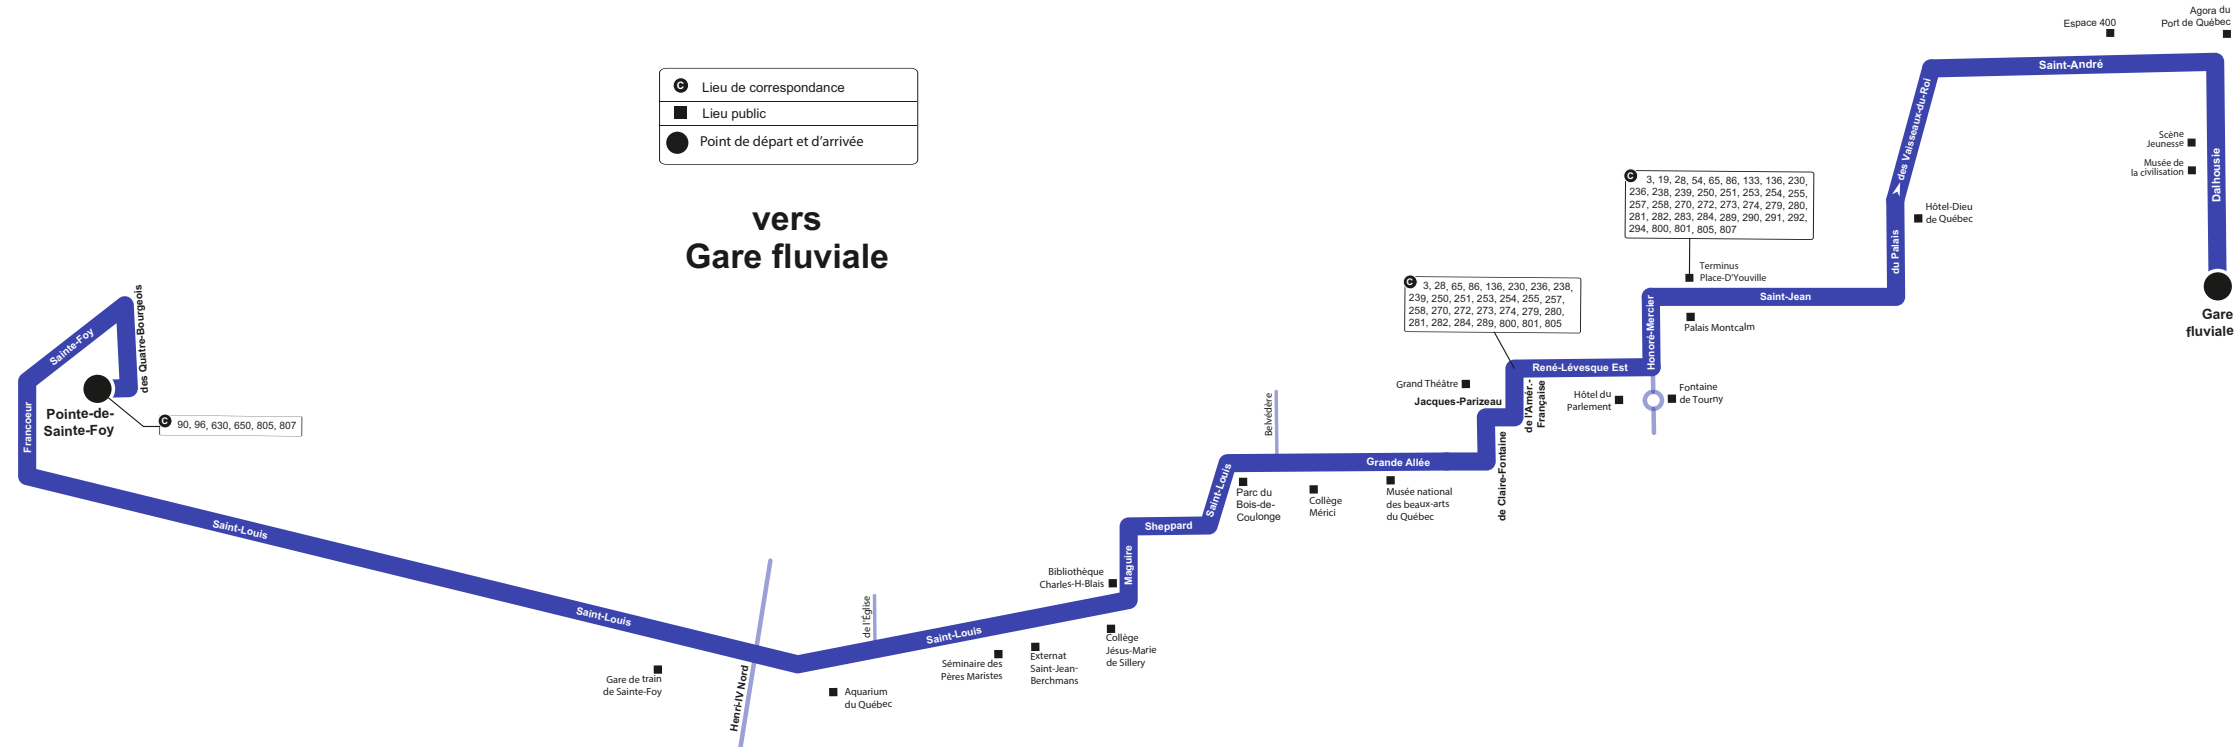 Lieu de correspondance
Lieu public
Point de départ et d'arrivée
vers
Gare fluviale
des Quatre-Bourgeois
Sainte-Foy
Francoeur
Pointe-de-
Sainte-Foy
C 90, 96, 630, 650, 805, 807
Saint-Louis
Saint-Louis
Gare de train
de Sainte-Foy
Henri-IV Nord
Aquarium
du Québec
de l'Église
Saint-Louis
Séminaire des
Pères Maristes
Externat
Saint-Jean-
Berchmans
Bibliothèque
Charles-H-Blais
Collège
Jésus-Marie
de Sillery
Maguire
Sheppard
Saint-Louis
Belvédère
Parc du
Bois-de-
Coulonge
Collège
Mérici
Grande Allée
Musée national
des beaux-arts
du Québec
de Claire-Fontaine
Jacques-Parizeau
Grand Théâtre
de l'Amér.-
Française
C 3, 28, 65, 86, 136, 230, 236, 238,
239, 250, 251, 253, 254, 255, 257,
258, 270, 272, 273, 274, 279, 280,
281, 282, 284, 289, 800, 801, 805
René-Lévesque Est
Hôtel du
Parlement
Fontaine
de Tourny
Honoré-Mercier
C 3, 19, 28, 54, 65, 86, 133, 136, 230,
236, 238, 239, 250, 251, 253, 254, 255,
257, 258, 270, 272, 273, 274, 279, 280,
281, 282, 283, 284, 289, 290, 291, 292,
294, 800, 801, 805, 807
Terminus
Place-D'Youville
Saint-Jean
Palais Montcalm
du Palais
Hôtel-Dieu
de Québec
des Vaisseaux-du-Roi
Saint-André
Espace 400
Agora du
Port de Québec
Scène
Jeunesse
Musée de
la civilisation
Dalhousie
Gare
fluviale